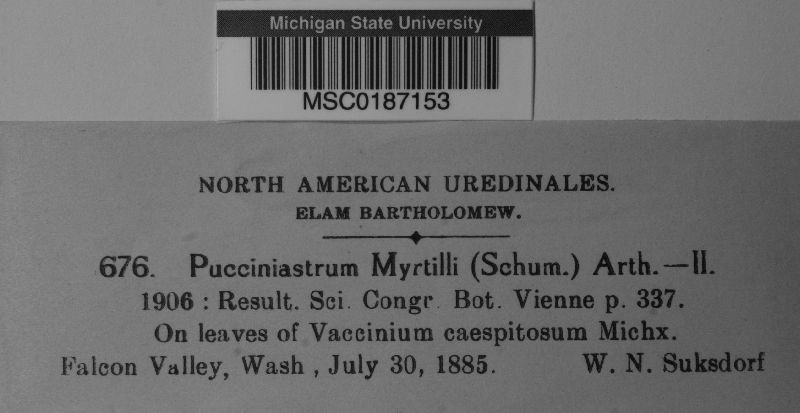 Michigan State University
MSC0187153
NORTH AMERICAN UREDINALES.
ELAM BARTHOLOMEW.
676. Pucciniastrum Myrtilli (Schum.) Arth.—II.
1906 : Result. Sci. Congr. Bot. Vienne p. 337.
On leaves of Vaccinium caespitosum Michx.
Falcon Valley, Wash , July 30, 1885. W. N. Suksdorf